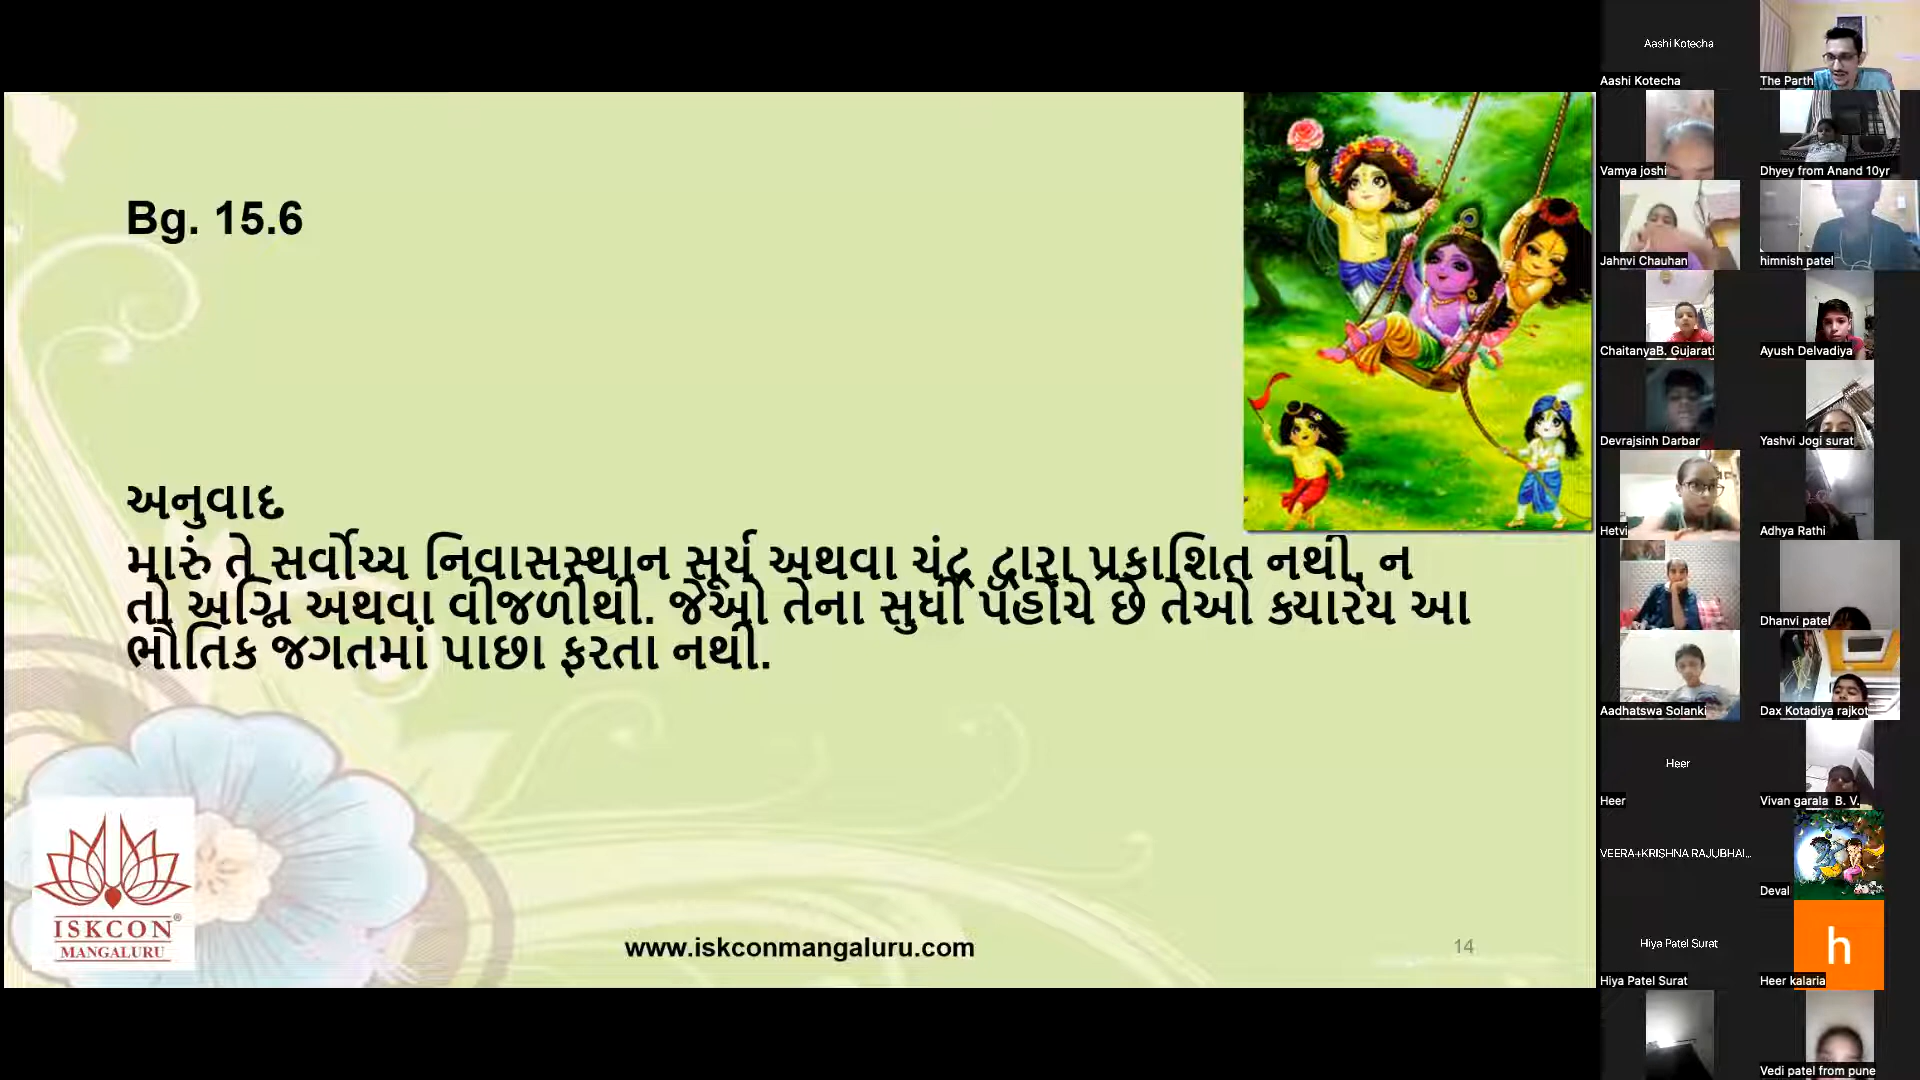 Bg. 15.6
અનુવાદ
મારું તે સર્વોચ્ચ નિવાસસ્થાન સૂર્ય અથવા ચંદ્ર દ્વારા પ્રકાશિત નથી, ન
તો અગ્નિ અથવા વીજળીથી. જેઓ તેના સુધી પહોંચે છે તેઓ ક્યારેય આ
ભૌતિક જગતમાં પાછા ફરતા નથી.
ISKCON®
MANGALURU
www.iskconmangaluru.com
14
Aashi Kotecha
Aashi Kotecha
The Parth
Vamya joshi
Dhyey from Anand 10yr
Jahnvi Chauhan
himnish patel
ChaitanyaB. Gujarati
Ayush Delvadiya
Devrajsinh Darbar
Yashvi Jogi surat
Hetvi
Adhya Rathi
Dhanvi patel
Aadhatswa Solanki
Dax Kotadiya rajkot
Heer
Heer
Vivan garala B. V.
VEERA+KRISHNA RAJUBHAI...
Deval
Hiya Patel Surat
h
Hiya Patel Surat
Heer kalaria
Vedi patel from pune